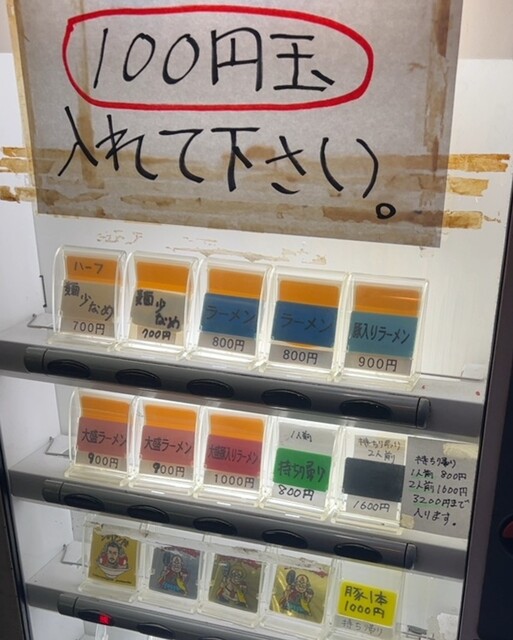 100円玉
入れて下さい。
ハーフ
麺少なめ
700円
麺少なめ
700円
ラーメン
800円
ラーメン
800円
豚入りラーメン
900円
大盛ラーメン
900円
大盛ラーメン
900円
大盛豚入りラーメン
1000円
1人前
持ち帰り
800円
持ち帰り
2人前
1600円
持ち帰り
1人前800円
2人前1600円
3200円まで
入ります。
豚1本
1000円
持ち帰り